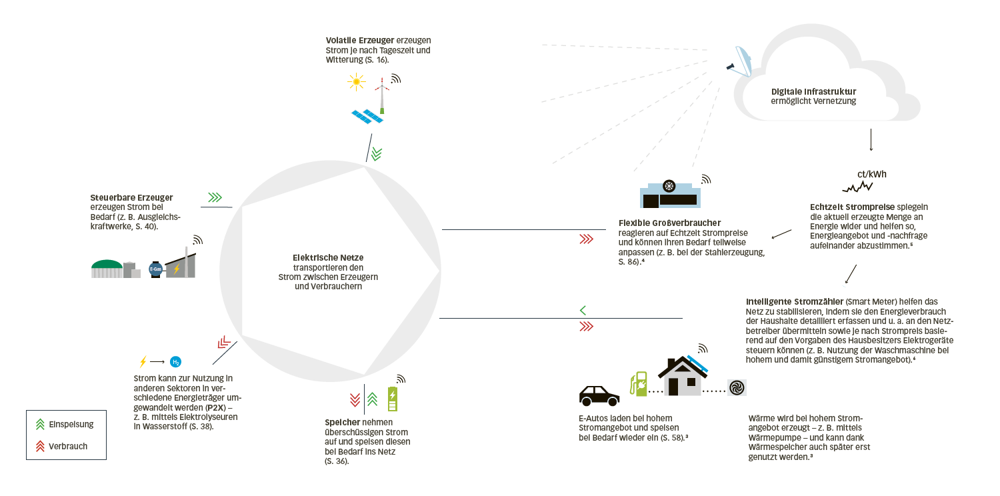 Volatile Erzeuger erzeugen
Strom je nach Tageszeit und
Witterung (S. 16).
Digitale Infrastruktur
ermöglicht Vernetzung
ct/kWh
Steuerbare Erzeuger
erzeugen Strom bei
Bedarf (z. B. Ausgleichs-
kraftwerke, S. 40).
E-Gas
Echtzeit Strompreise spiegeln
die aktuell erzeugte Menge an
Energie wider und helfen so,
Energieangebot und -nachfrage
aufeinander abzustimmen.⁵
Flexible Großverbraucher
reagieren auf Echtzeit Strompreise
und können ihren Bedarf teilweise
anpassen (z. B. bei der Stahlerzeugung,
S. 86).⁴
Elektrische Netze
transportieren den
Strom zwischen Erzeugern
und Verbrauchern
Intelligente Stromzähler (Smart Meter) helfen das
Netz zu stabilisieren, indem sie den Energieverbrauch
der Haushalte detailliert erfassen und u. a. an den Netz-
betreiber übermitteln sowie je nach Strompreis basie-
rend auf den Vorgaben des Hausbesitzers Elektrogeräte
steuern können (z. B. Nutzung der Waschmaschine bei
hohem und damit günstigem Stromangebot).⁶
H₂
Strom kann zur Nutzung in
anderen Sektoren in ver-
schiedene Energieträger um-
gewandelt werden (P2X) –
z. B. mittels Elektrolyseuren
in Wasserstoff (S. 38).
Speicher nehmen
überschüssigen Strom
auf und speisen diesen
bei Bedarf ins Netz
(S. 36).
E-Autos laden bei hohem
Stromangebot und speisen
bei Bedarf wieder ein (S. 58).³
Wärme wird bei hohem Strom-
angebot erzeugt – z. B. mittels
Wärmepumpe – und kann dank
Wärmespeicher auch später erst
genutzt werden.³
Einspeisung
Verbrauch